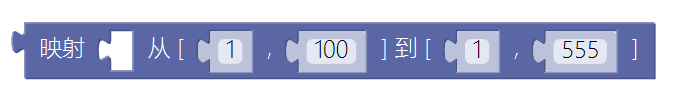 映射 从 [ 1 , 100 ] 到 [ 1 , 555 ]